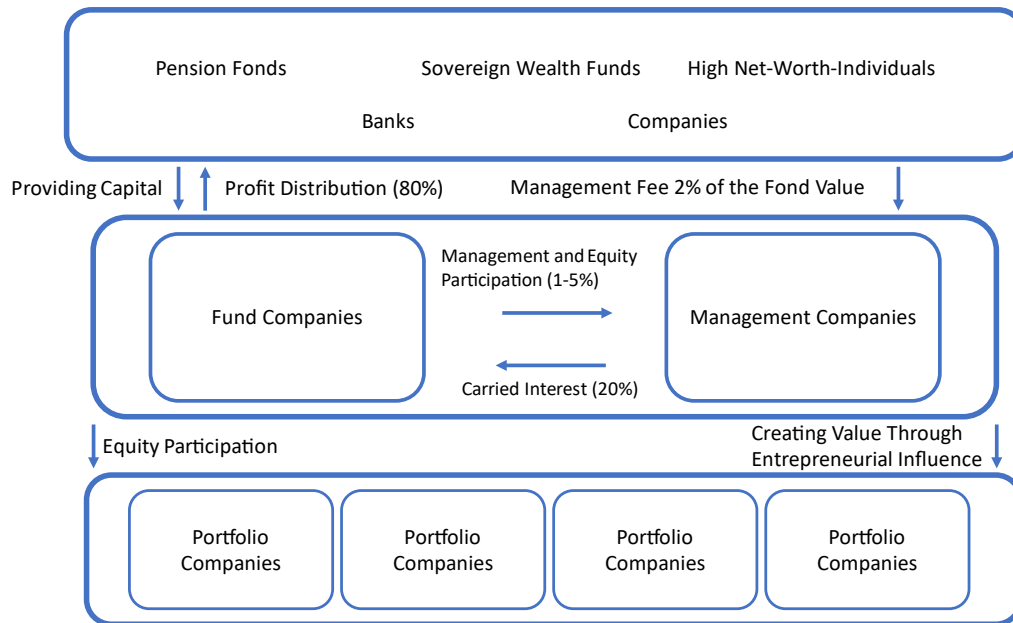 Pension Fonds
Sovereign Wealth Funds
High Net-Worth-Individuals
Banks
Companies
Providing Capital
Profit Distribution (80%)
Management Fee 2% of the Fond Value
Fund Companies
Management and Equity
Participation (1-5%)
Carried Interest (20%)
Management Companies
Equity Participation
Creating Value Through
Entrepreneurial Influence
Portfolio
Companies
Portfolio
Companies
Portfolio
Companies
Portfolio
Companies